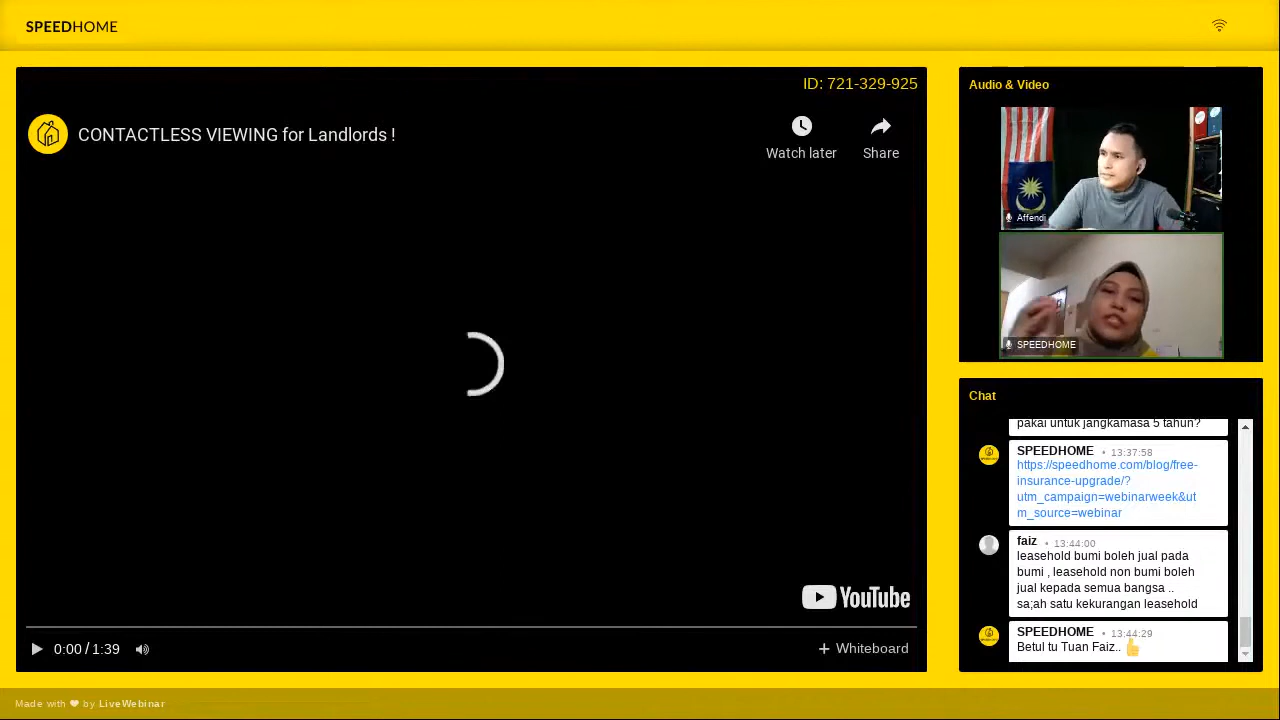 SPEEDHOME
ID: 721-329-925
CONTACTLESS VIEWING for Landlords !
Watch later
Share
YouTube
0:00 / 1:39
Whiteboard
Audio & Video
Affendi
SPEEDHOME
Chat
pakai untuk jangkamasa 5 tahun?
SPEEDHOME • 13:37:58
https://speedhome.com/blog/free-
insurance-upgrade/?
utm_campaign=webinarweek&ut
m_source=webinar
faiz • 13:44:00
leasehold bumi boleh jual pada
bumi , leasehold non bumi boleh
jual kepada semua bangsa ..
sa;ah satu kekurangan leasehold
SPEEDHOME • 13:44:29
Betul tu Tuan Faiz.. 👍
Made with ♥ by LiveWebinar